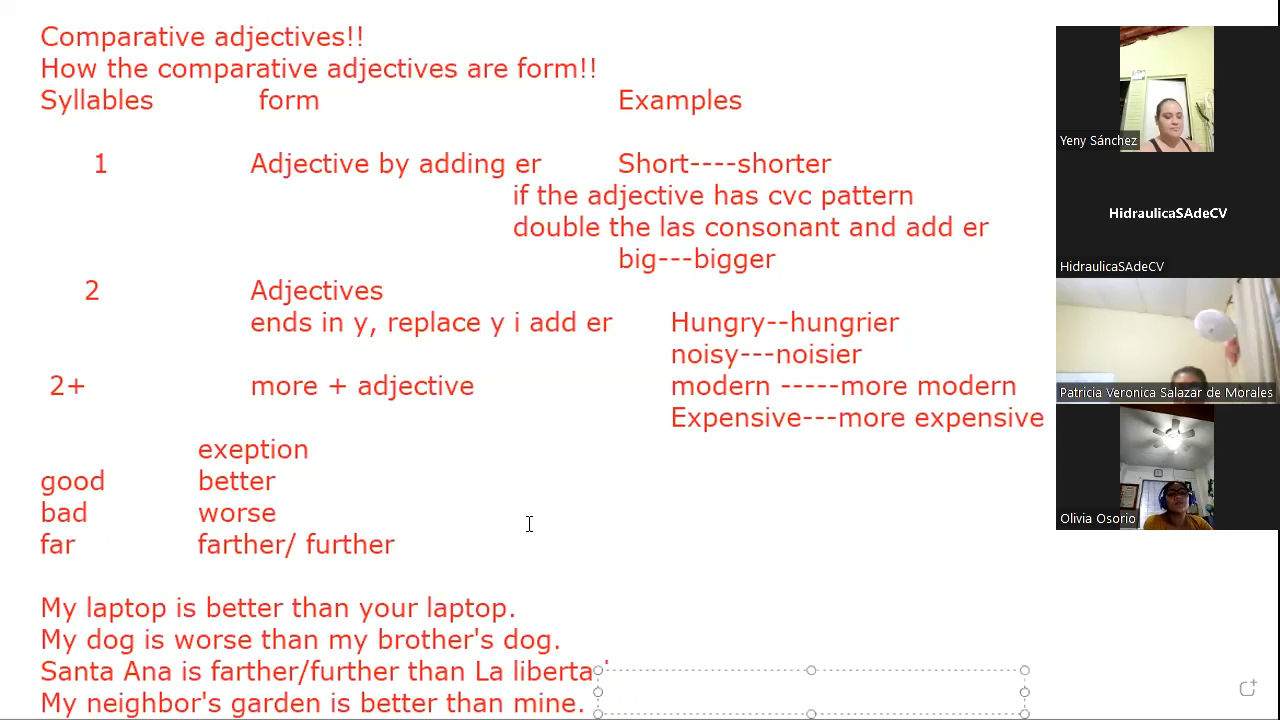 Comparative adjectives!!
How the comparative adjectives are form!!
Syllables form Examples
1 Adjective by adding er Short----shorter
if the adjective has cvc pattern
double the las consonant and add er
big---bigger
2 Adjectives
ends in y, replace y i add er Hungry--hungrier
noisy---noisier
2+ more + adjective modern -----more modern
Expensive---more expensive
exeption
good better
bad worse
far farther/ further
My laptop is better than your laptop.
My dog is worse than my brother's dog.
Santa Ana is farther/further than La
My neighbor's garden is better than mine.
Yeny Sánchez
HidraulicaSAdeCV
HidraulicaSAdeCV
Patricia Veronica Salazar de Morales
Olivia Osorio